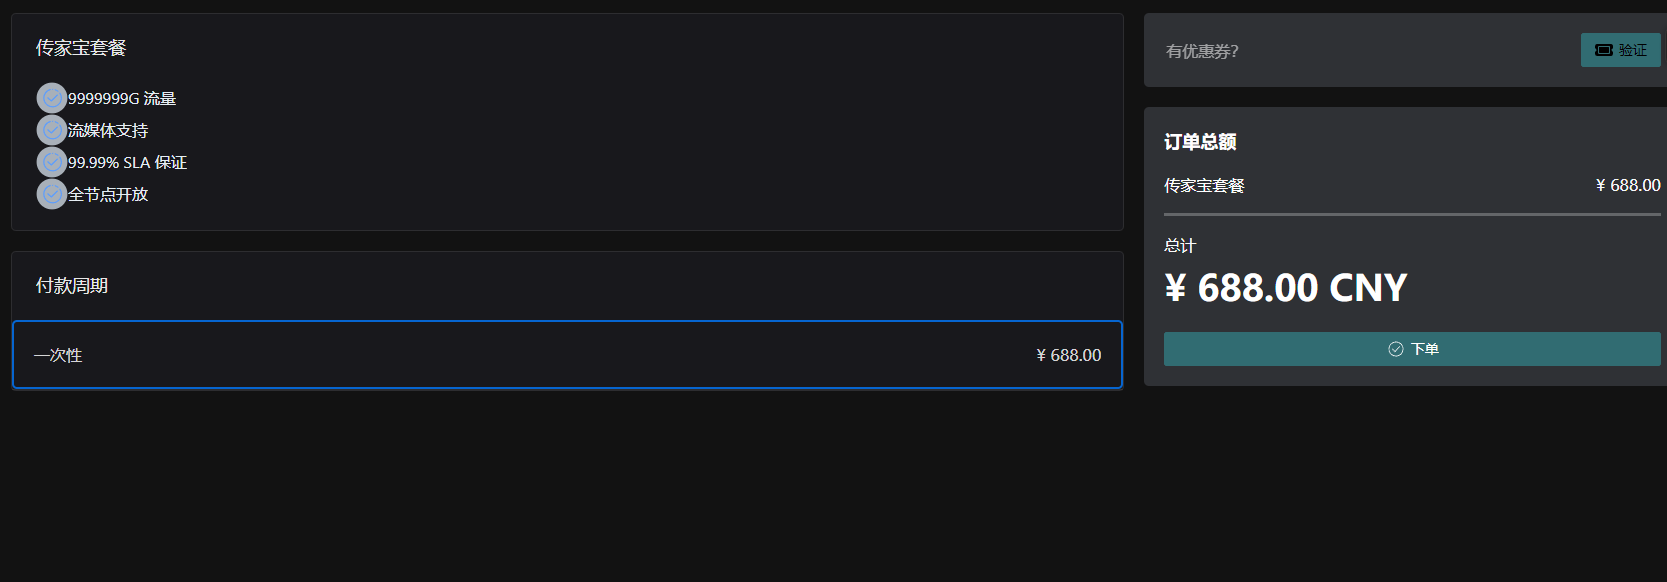 传家宝套餐
9999999G 流量
流媒体支持
99.99% SLA 保证
全节点开放
付款周期
一次性
¥ 688.00
有优惠券?
验证
订单总额
传家宝套餐
¥ 688.00
总计
¥ 688.00 CNY
下单